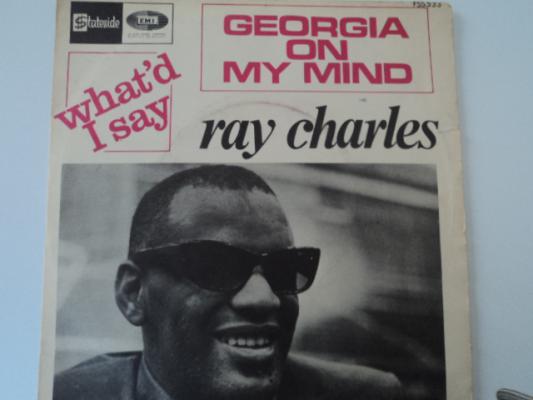 Stateside
EMI
GEORGIA
ON
MY MIND
what'd
I say
ray charles